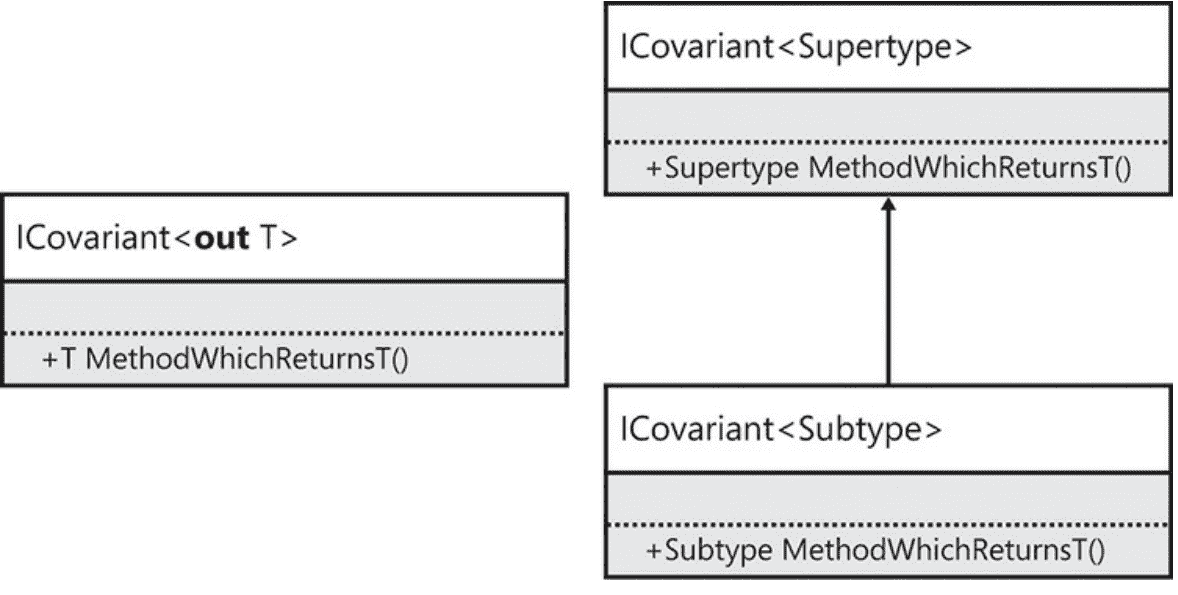 ICovariant<Supertype>
+Supertype MethodWhichReturnsT()
ICovariant<out T>
+T MethodWhichReturnsT()
ICovariant<Subtype>
+Subtype MethodWhichReturnsT()